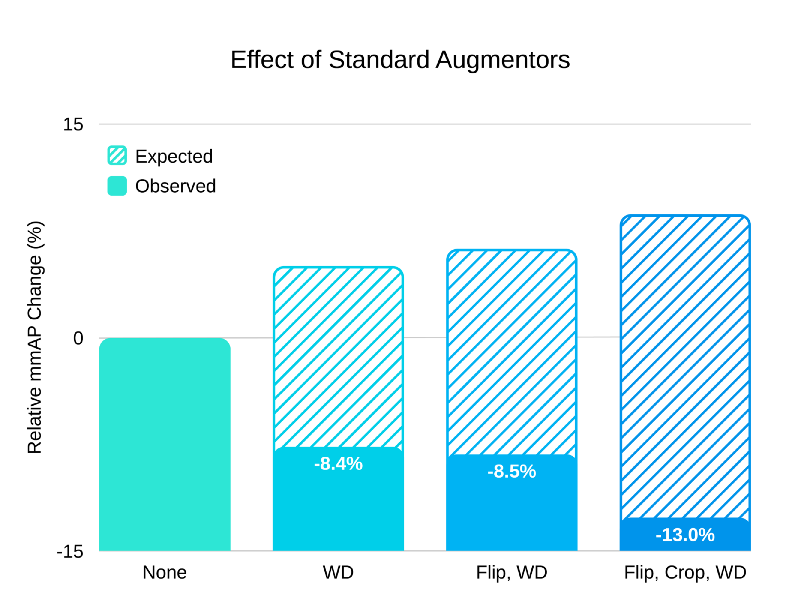 Effect of Standard Augmentors
15
Expected
Observed
Relative mmAP Change (%)
0
-8.4%
-8.5%
-13.0%
-15
None
WD
Flip, WD
Flip, Crop, WD